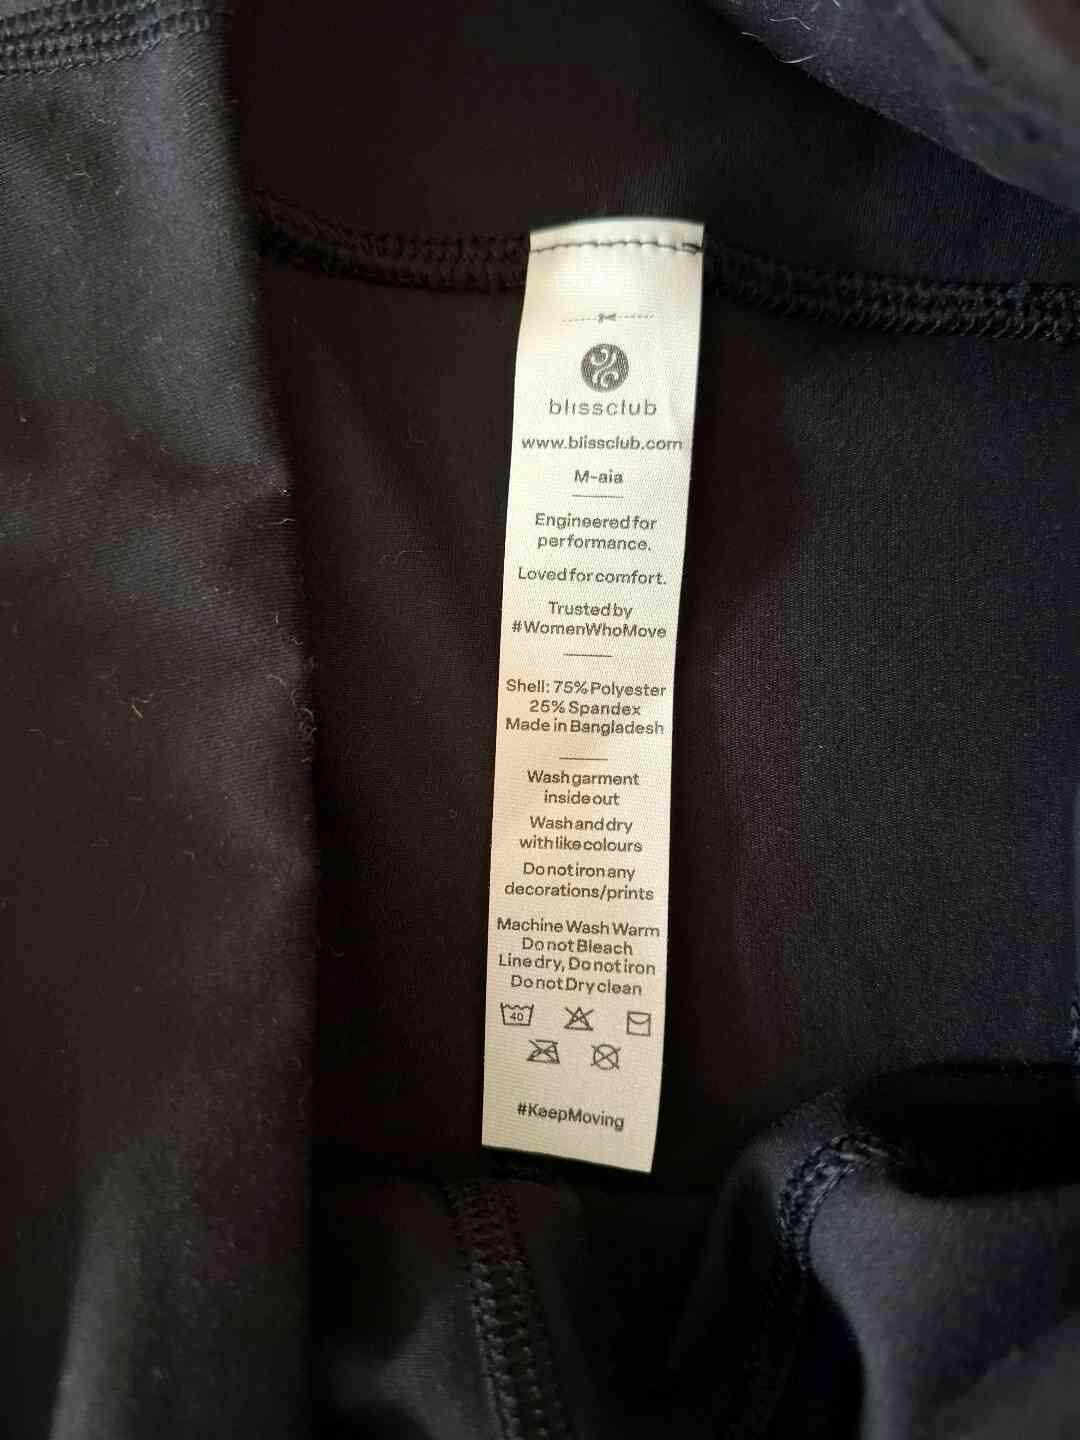 blissclub
www.blissclub.com
M-aia
Engineered for
performance.
Loved for comfort.
Trusted by
#WomenWhoMove
Shell: 75% Polyester
25% Spandex
Made in Bangladesh
Wash garment
inside out
Wash and dry
with like colours
Do not iron any
decorations/prints
Machine Wash Warm
Do not Bleach
Line dry, Do not iron
Do not Dry clean
40
#KeepMoving